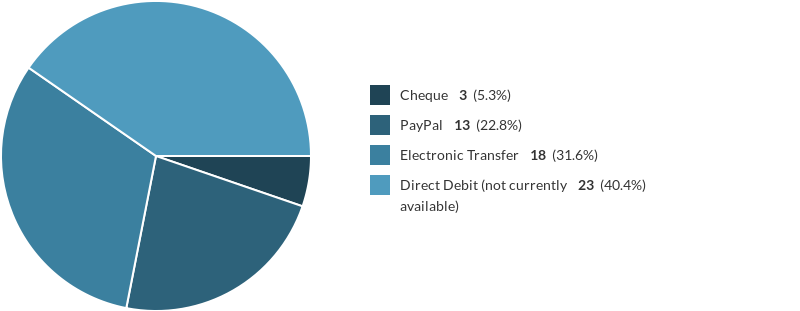 Cheque 3 (5.3%)
PayPal 13 (22.8%)
Electronic Transfer 18 (31.6%)
Direct Debit (not currently 23 (40.4%)
available)